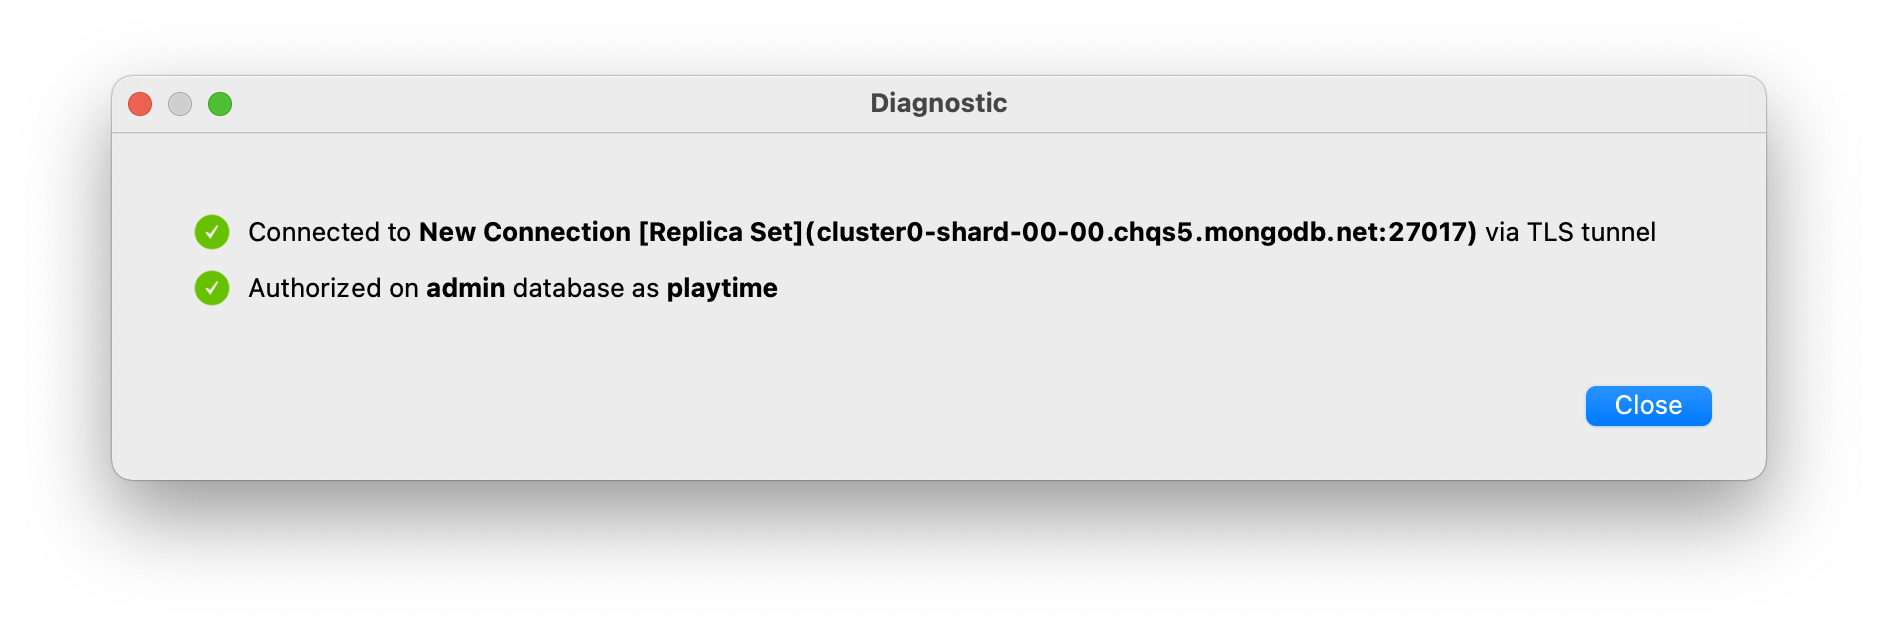 Diagnostic
Connected to New Connection [Replica Set](cluster0-shard-00-00.chqs5.mongodb.net:27017) via TLS tunnel
Authorized on admin database as playtime
Close